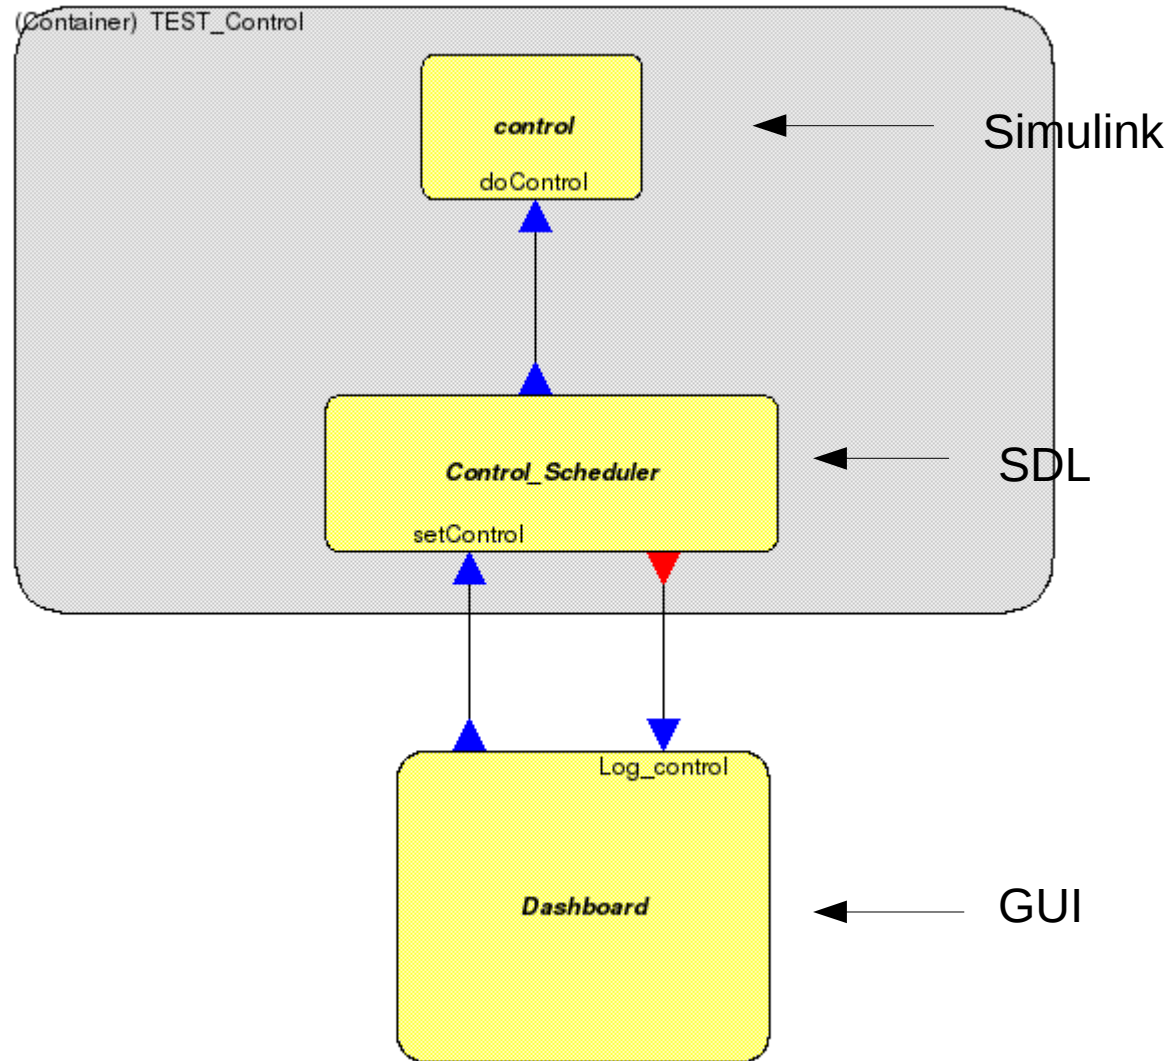 (Container) TEST_Control
control
doControl
Simulink
Control_Scheduler
SDL
setControl
Log_control
Dashboard
GUI